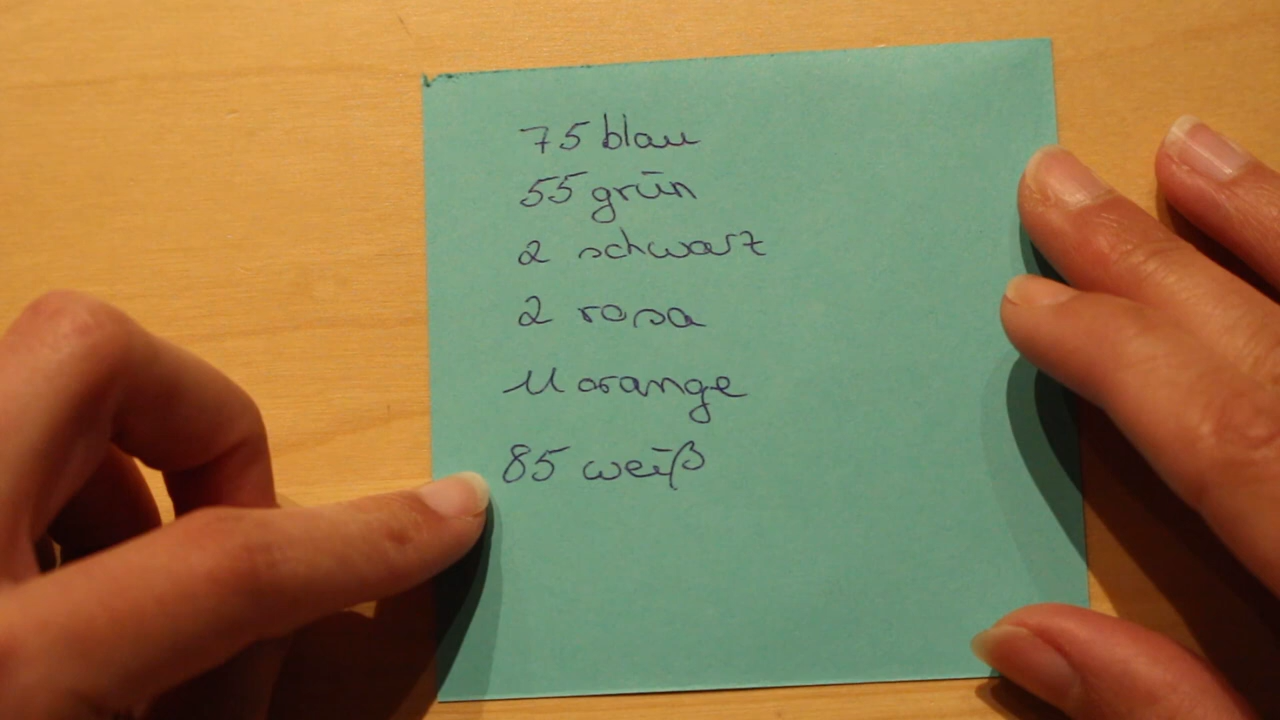 75 blau
55 grün
2 schwarz
2 rosa
11 orange
85 weiß